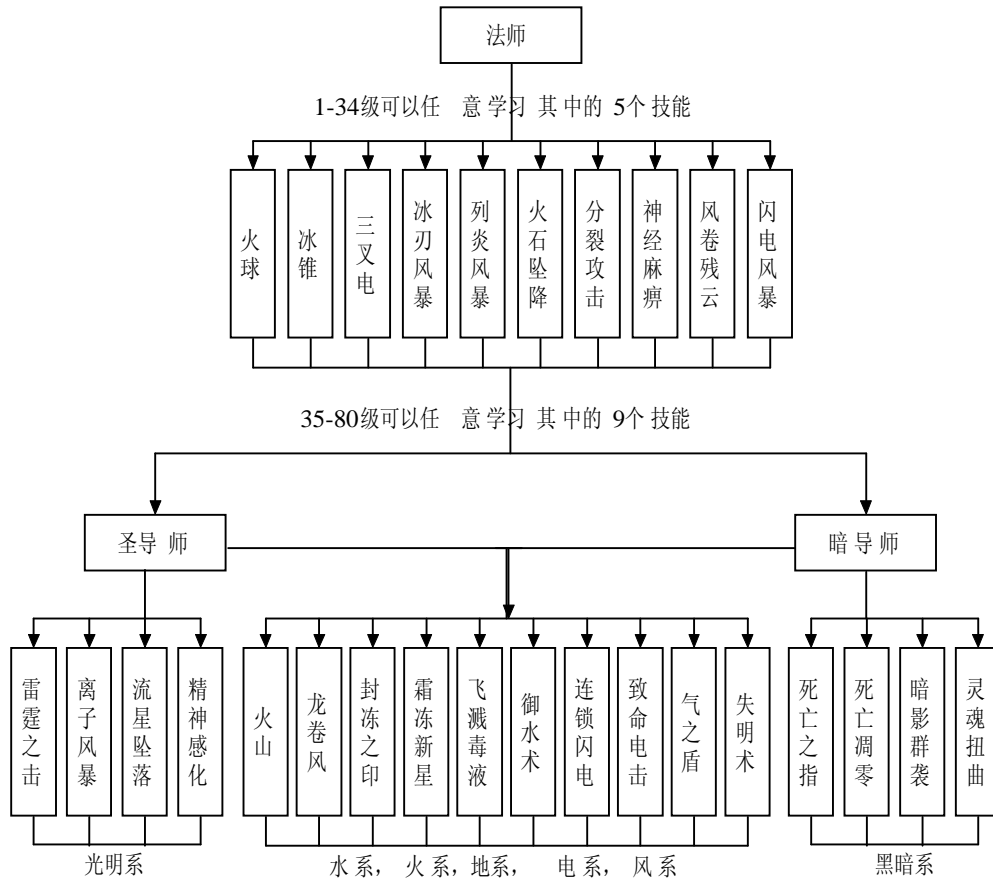 法师
1-34级可以任 意 学习 其 中的 5个 技能
火球
冰锥
三叉电
冰刃风暴
列炎风暴
火石坠降
分裂攻击
神经麻痹
风卷残云
闪电风暴
35-80级可以任 意 学习 其 中的 9个 技能
圣导 师
暗 导 师
雷霆之击
离子风暴
流星坠落
精神感化
火山
龙卷风
封冻之印
霜冻新星
飞溅毒液
御水术
连锁闪电
致命电击
气之盾
失明术
死亡之指
死亡凋零
暗影群袭
灵魂扭曲
光明系
水 系， 火 系，地 系， 电 系，风 系
黑暗系